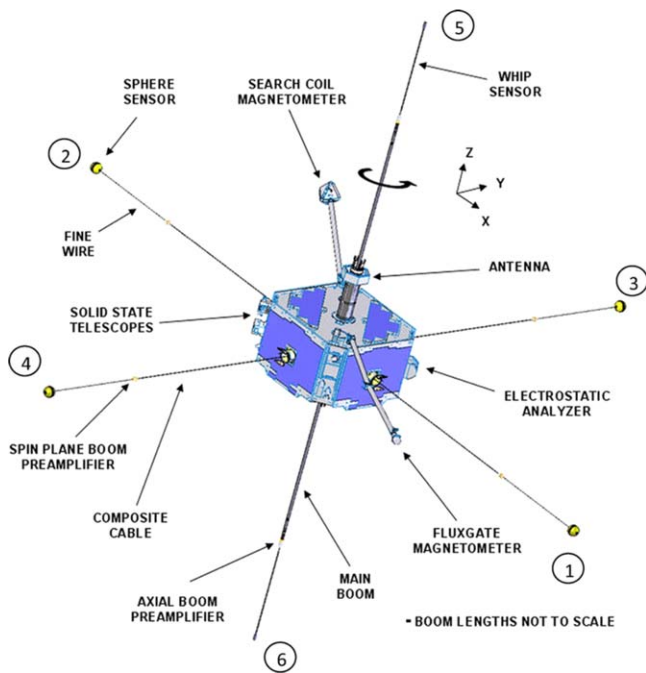 5
SPHERE
SENSOR
SEARCH COIL
MAGNETOMETER
WHIP
SENSOR
2
Z
Y
X
FINE
WIRE
ANTENNA
3
SOLID STATE
TELESCOPES
4
ELECTROSTATIC
ANALYZER
SPIN PLANE BOOM
PREAMPLIFIER
COMPOSITE
CABLE
FLUXGATE
MAGNETOMETER
1
AXIAL BOOM
PREAMPLIFIER
MAIN
BOOM
- BOOM LENGTHS NOT TO SCALE
6